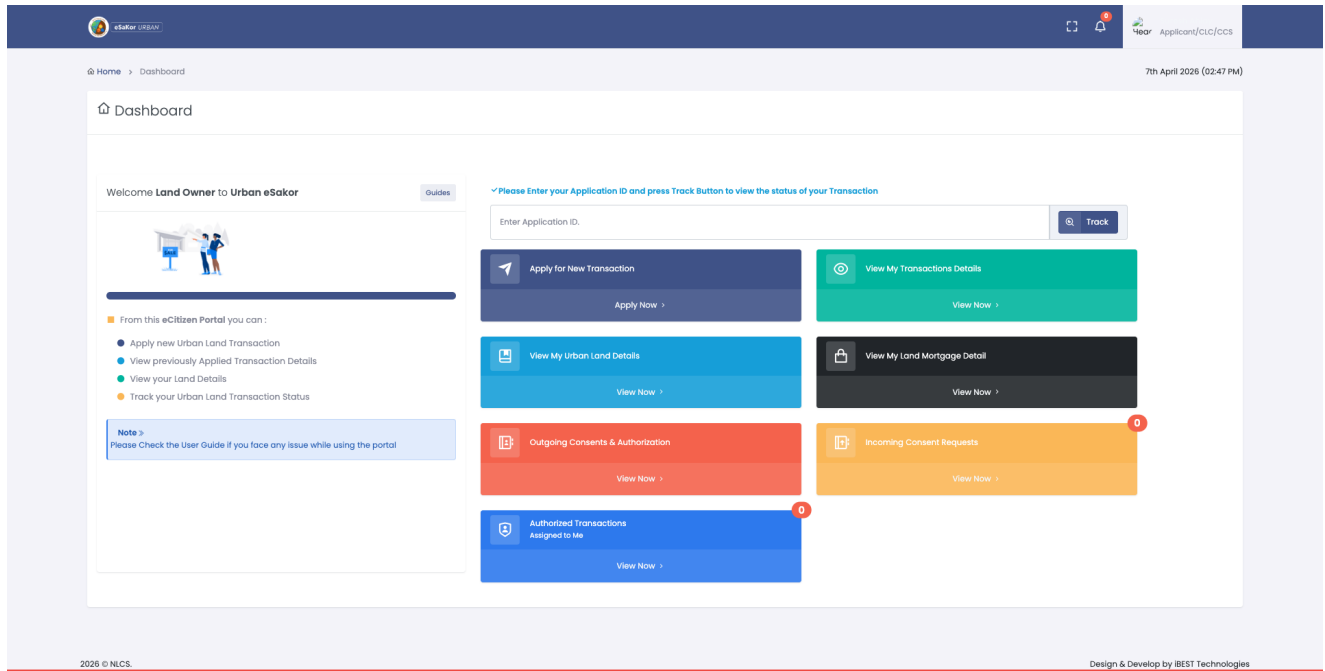 eSaKor URBAN
0
Applicant/CLC/CCS
Home > Dashboard
7th April 2026 (02:47 PM)
Dashboard
Welcome Land Owner to Urban eSakor
Guides
SALE
From this eCitizen Portal you can :
Apply new Urban Land Transaction
View previously Applied Transaction Details
View your Land Details
Track your Urban Land Transaction Status
Note »
Please Check the User Guide if you face any issue while using the portal
Please Enter your Application ID and press Track Button to view the status of your Transaction
Enter Application ID.
Track
Apply for New Transaction
Apply Now >
View My Transactions Details
View Now >
View My Urban Land Details
View Now >
View My Land Mortgage Detail
View Now >
Outgoing Consents & Authorization
View Now >
0
Incoming Consent Requests
View Now >
0
Authorized Transactions
Assigned to Me
View Now >
2026 © NLCS.
Design & Develop by iBEST Technologies